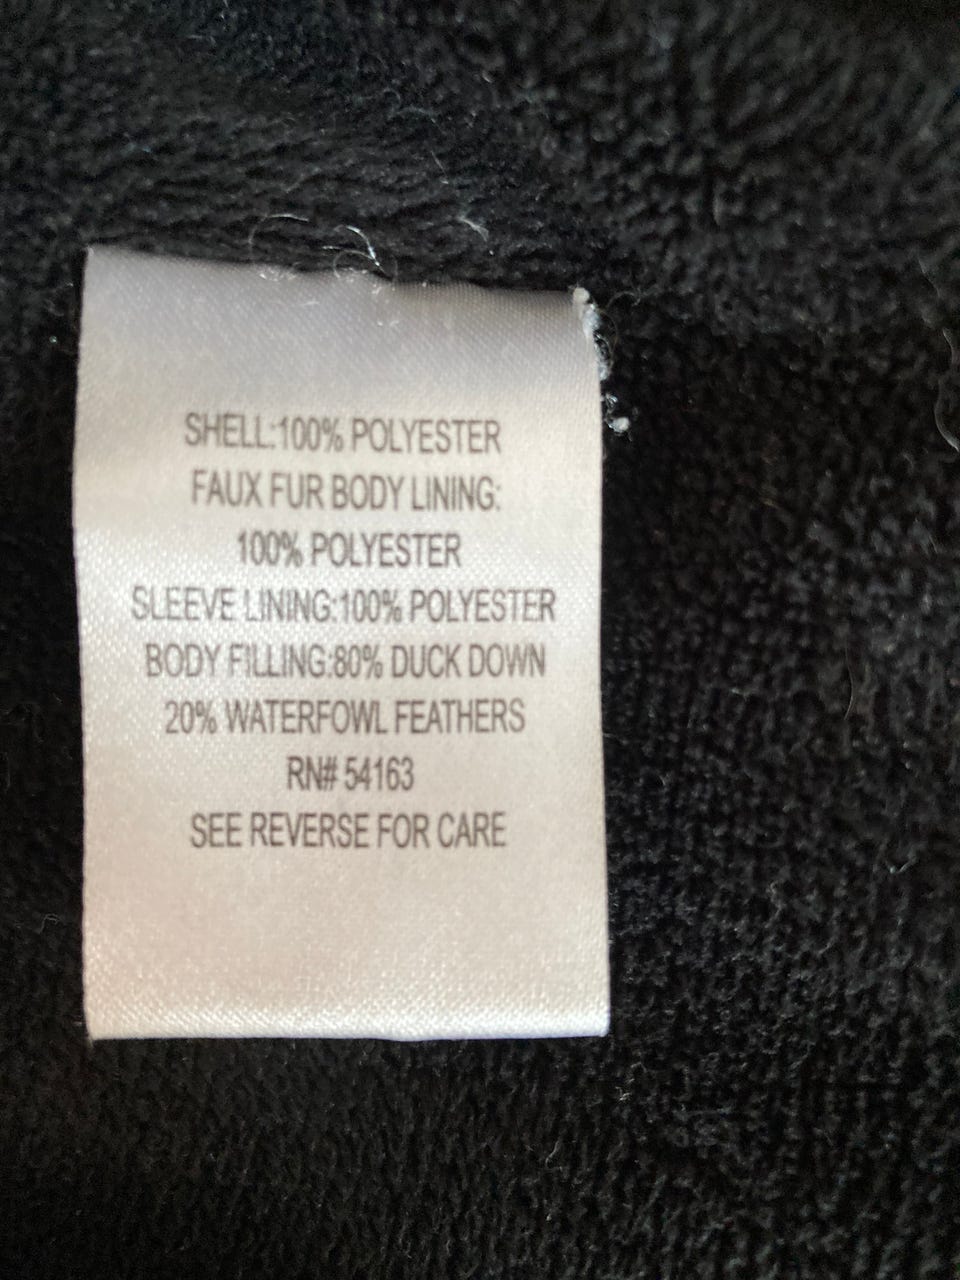 SHELL:100% POLYESTER
FAUX FUR BODY LINING:
100% POLYESTER
SLEEVE LINING:100% POLYESTER
BODY FILLING:80% DUCK DOWN
20% WATERFOWL FEATHERS
RN# 54163
SEE REVERSE FOR CARE